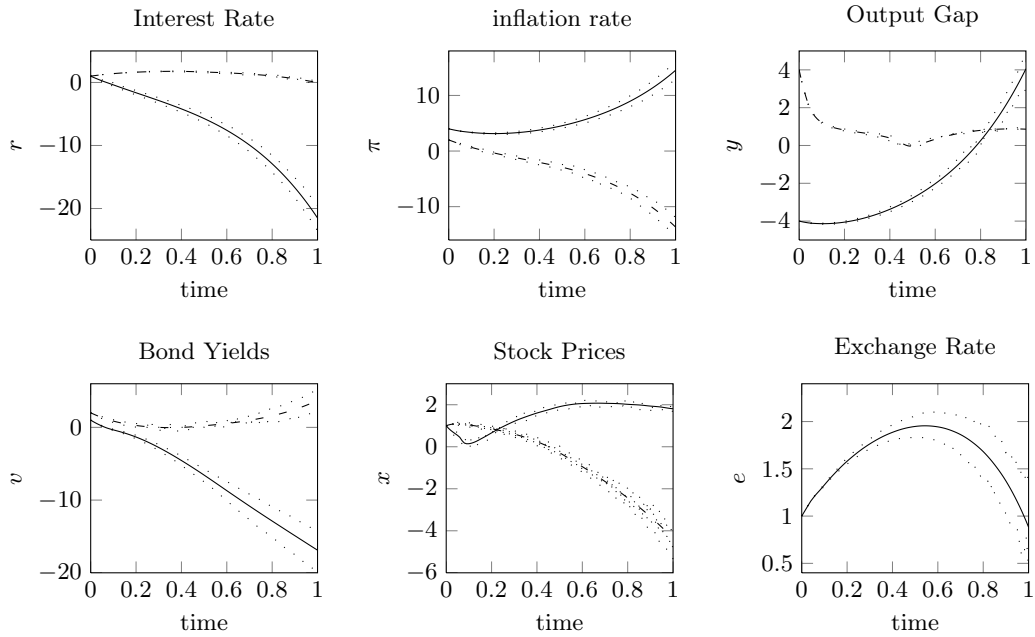 Interest Rate
inflation rate
Output Gap
0
−10
−20
r
0 0.2 0.4 0.6 0.8 1
time
10
0
−10
π
0 0.2 0.4 0.6 0.8 1
time
4
2
0
−2
−4
y
0 0.2 0.4 0.6 0.8 1
time
Bond Yields
Stock Prices
Exchange Rate
0
−10
−20
v
0 0.2 0.4 0.6 0.8 1
time
2
0
−2
−4
−6
x
0 0.2 0.4 0.6 0.8 1
time
2
1.5
1
0.5
e
0 0.2 0.4 0.6 0.8 1
time